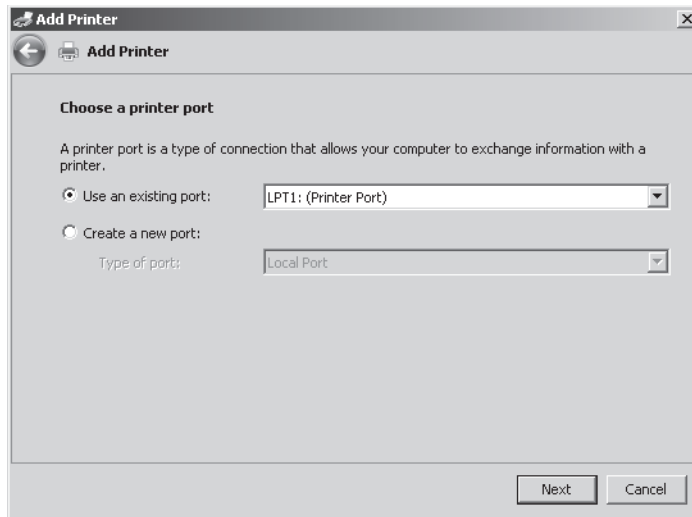 Add Printer
Add Printer
Choose a printer port
A printer port is a type of connection that allows your computer to exchange information with a
printer.
Use an existing port: LPT1: (Printer Port)
Create a new port:
Type of port: Local Port
Next Cancel